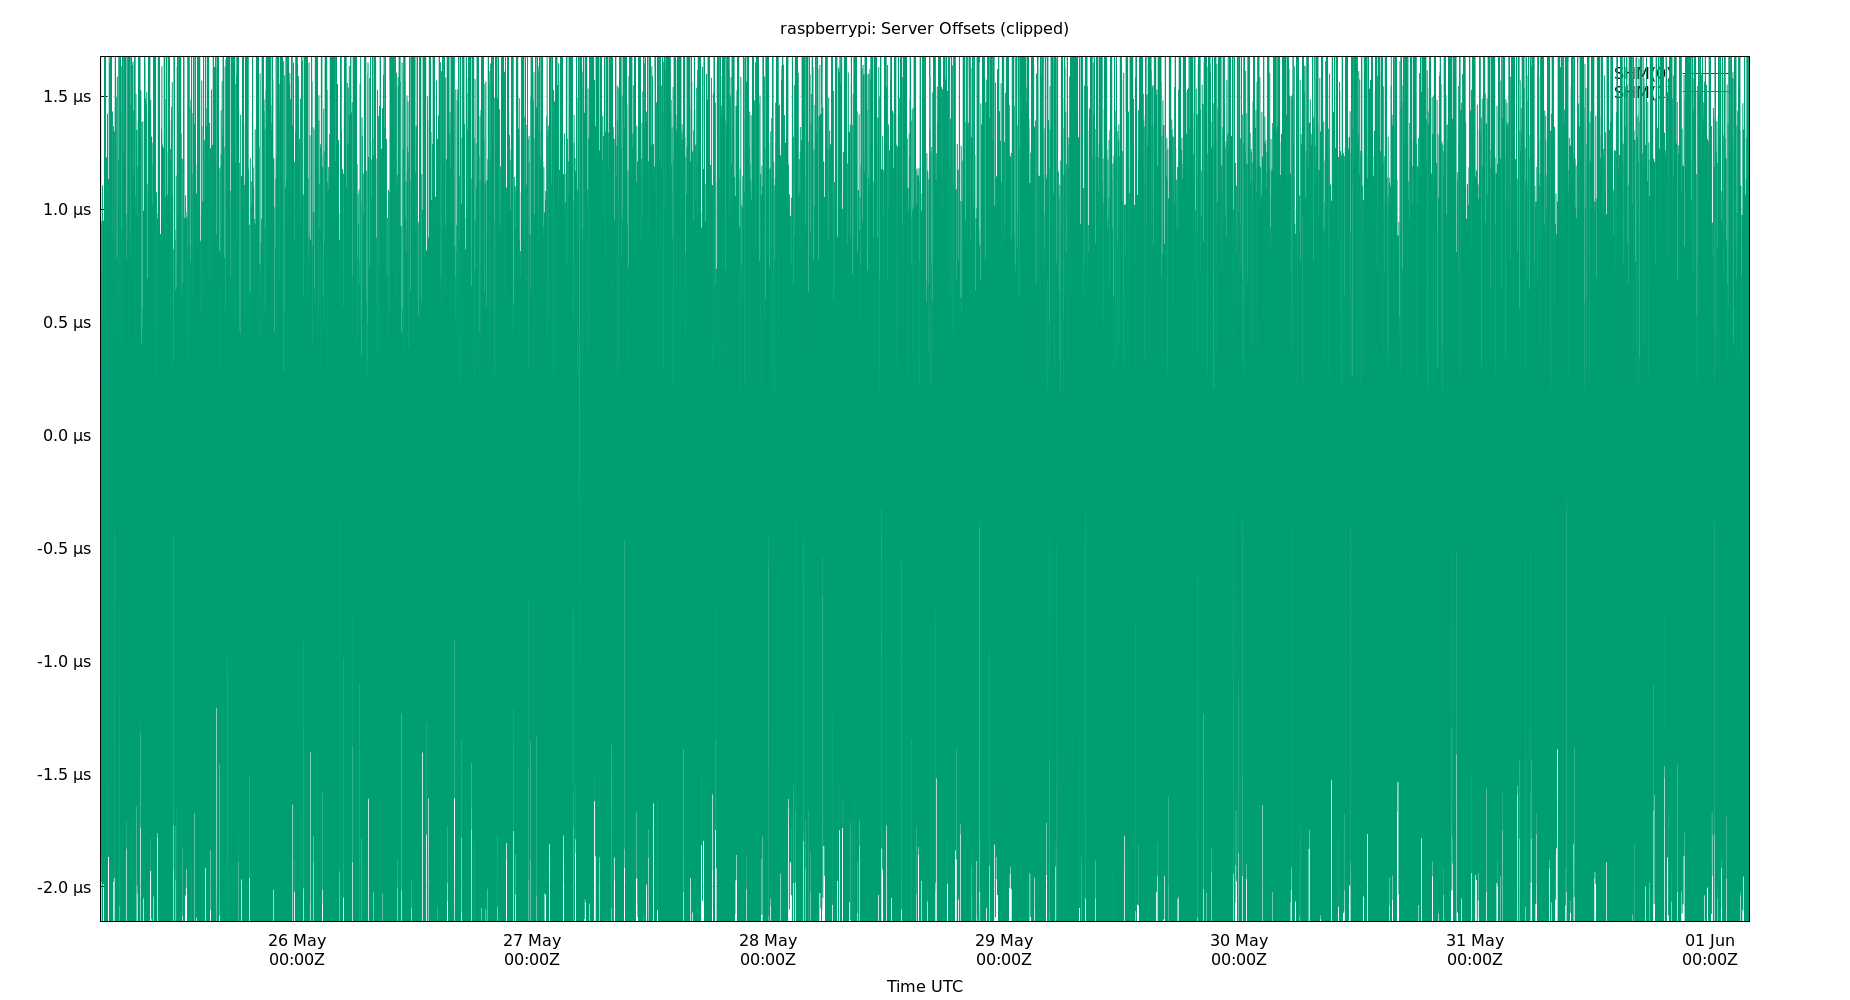 raspberrypi: Server Offsets (clipped)
SHM(0)
1.5 µs
1.0 µs
0.5 µs
0.0 µs
-0.5 µs
-1.0 µs
-1.5 µs
-2.0 µs
26 May
00:00Z
27 May
00:00Z
28 May
00:00Z
29 May
00:00Z
30 May
00:00Z
31 May
00:00Z
01 Jun
00:00Z
Time UTC